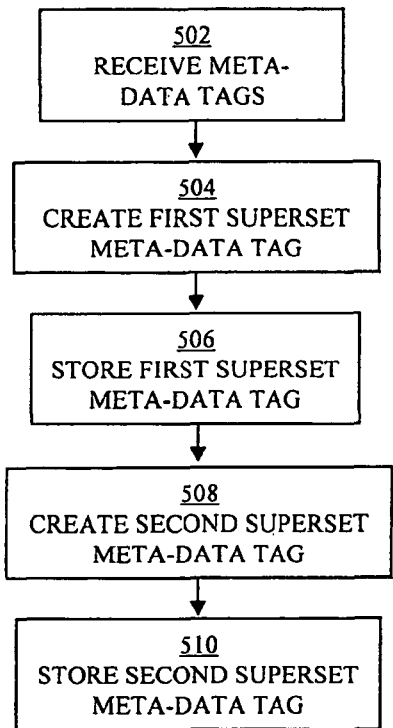 502
RECEIVE META-
DATA TAGS
504
CREATE FIRST SUPERSET
META-DATA TAG
506
STORE FIRST SUPERSET
META-DATA TAG
508
CREATE SECOND SUPERSET
META-DATA TAG
510
STORE SECOND SUPERSET
META-DATA TAG